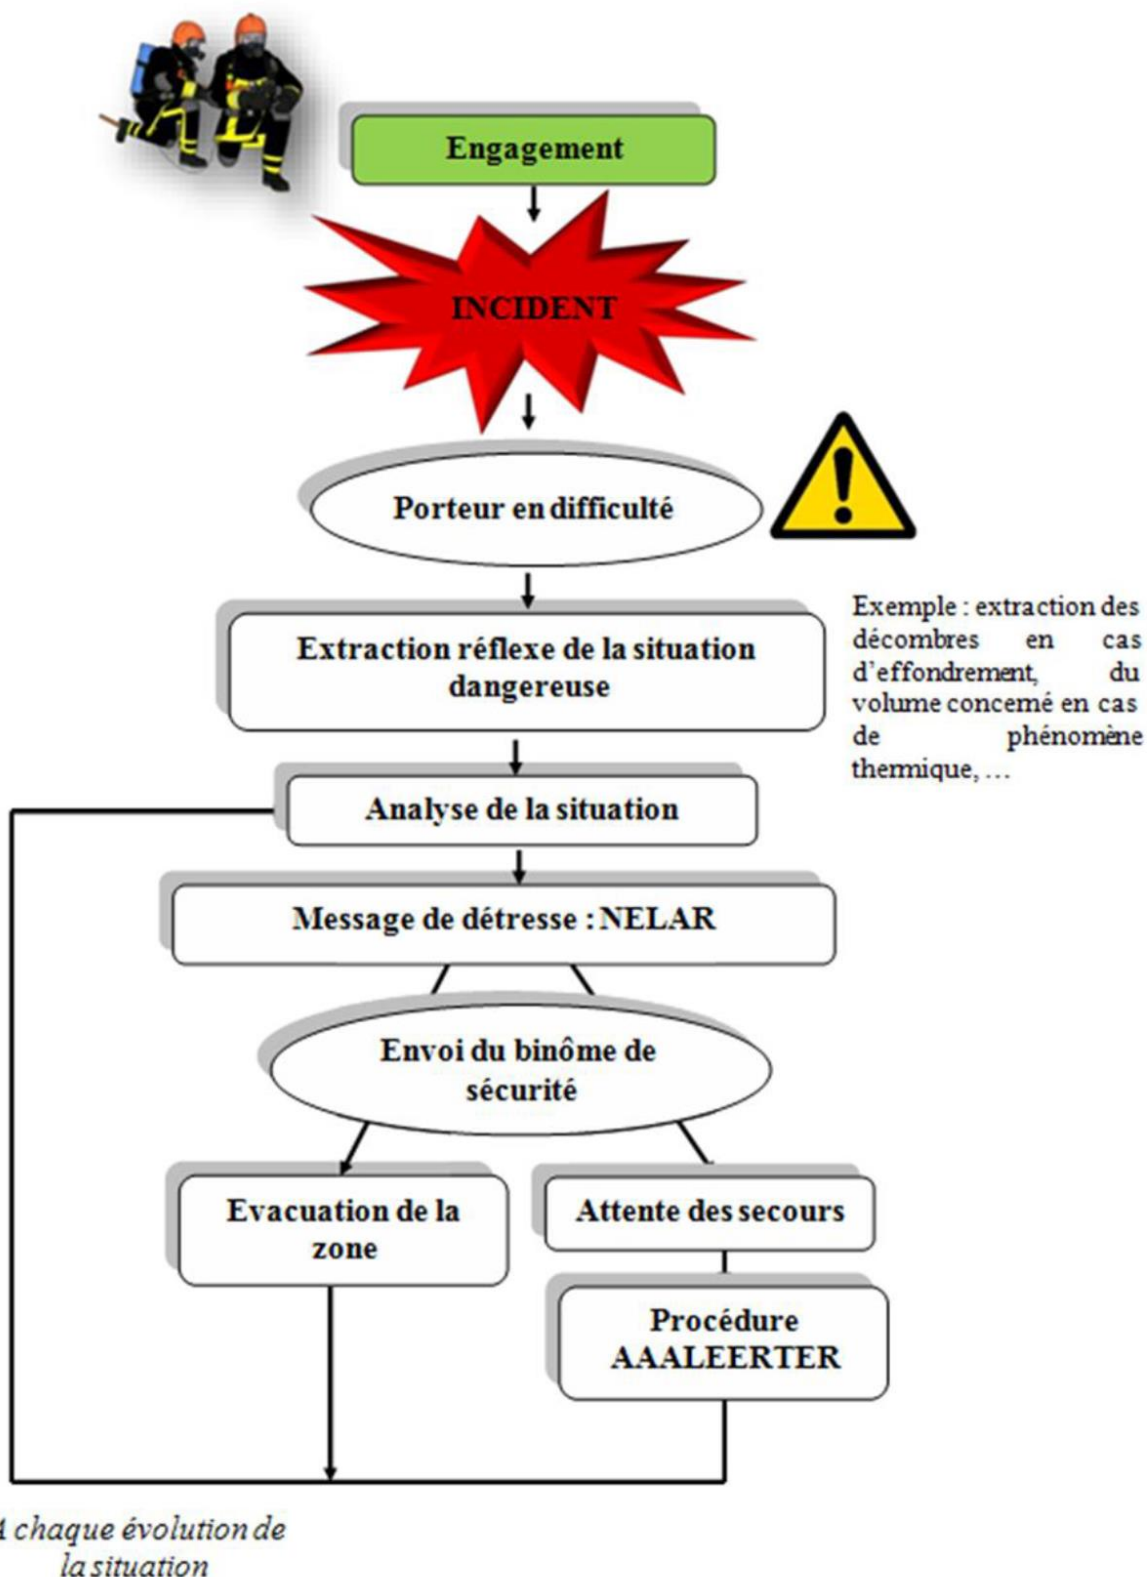 Engagement
INCIDENT
Porteur en difficulté
Extraction réflexe de la situation
dangereuse
Exemple : extraction des
décombres en cas
d'effondrement, du
volume concerné en cas
de phénomène
thermique, …
Analyse de la situation
Message de détresse : NELAR
Envoi du binôme de
sécurité
Evacuation de la
zone
Attente des secours
Procédure
AAALEERTER
A chaque évolution de
la situation